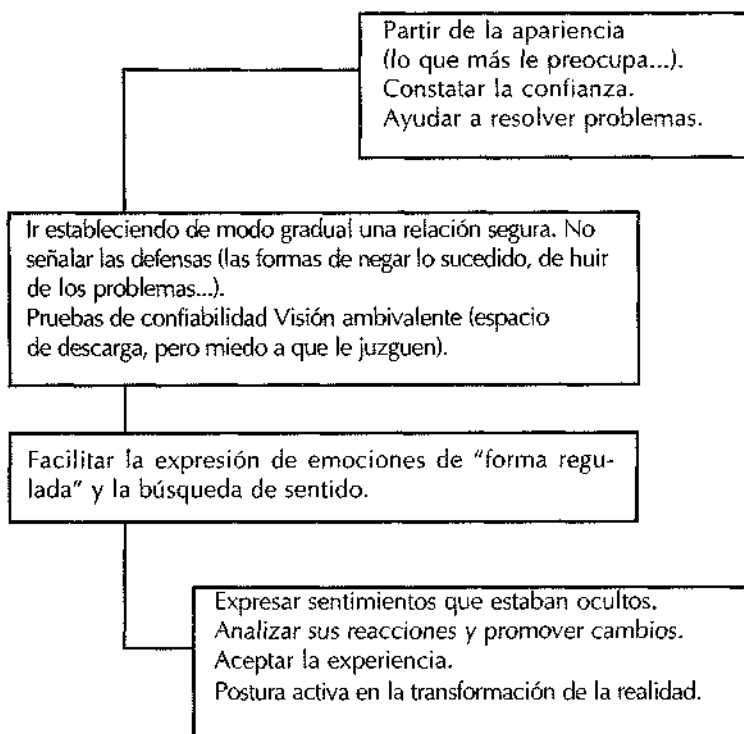 Partir de la apariencia
(lo que más le preocupa...).
Constatar la confianza.
Ayudar a resolver problemas.
Ir estableciendo de modo gradual una relación segura. No
señalar las defensas (las formas de negar lo sucedido, de huir
de los problemas...).
Pruebas de confiabilidad Visión ambivalente (espacio
de descarga, pero miedo a que le juzguen).
Facilitar la expresión de emociones de “forma regu-
lada” y la búsqueda de sentido.
Expresar sentimientos que estaban ocultos.
Analizar sus reacciones y promover cambios.
Aceptar la experiencia.
Postura activa en la transformación de la realidad.